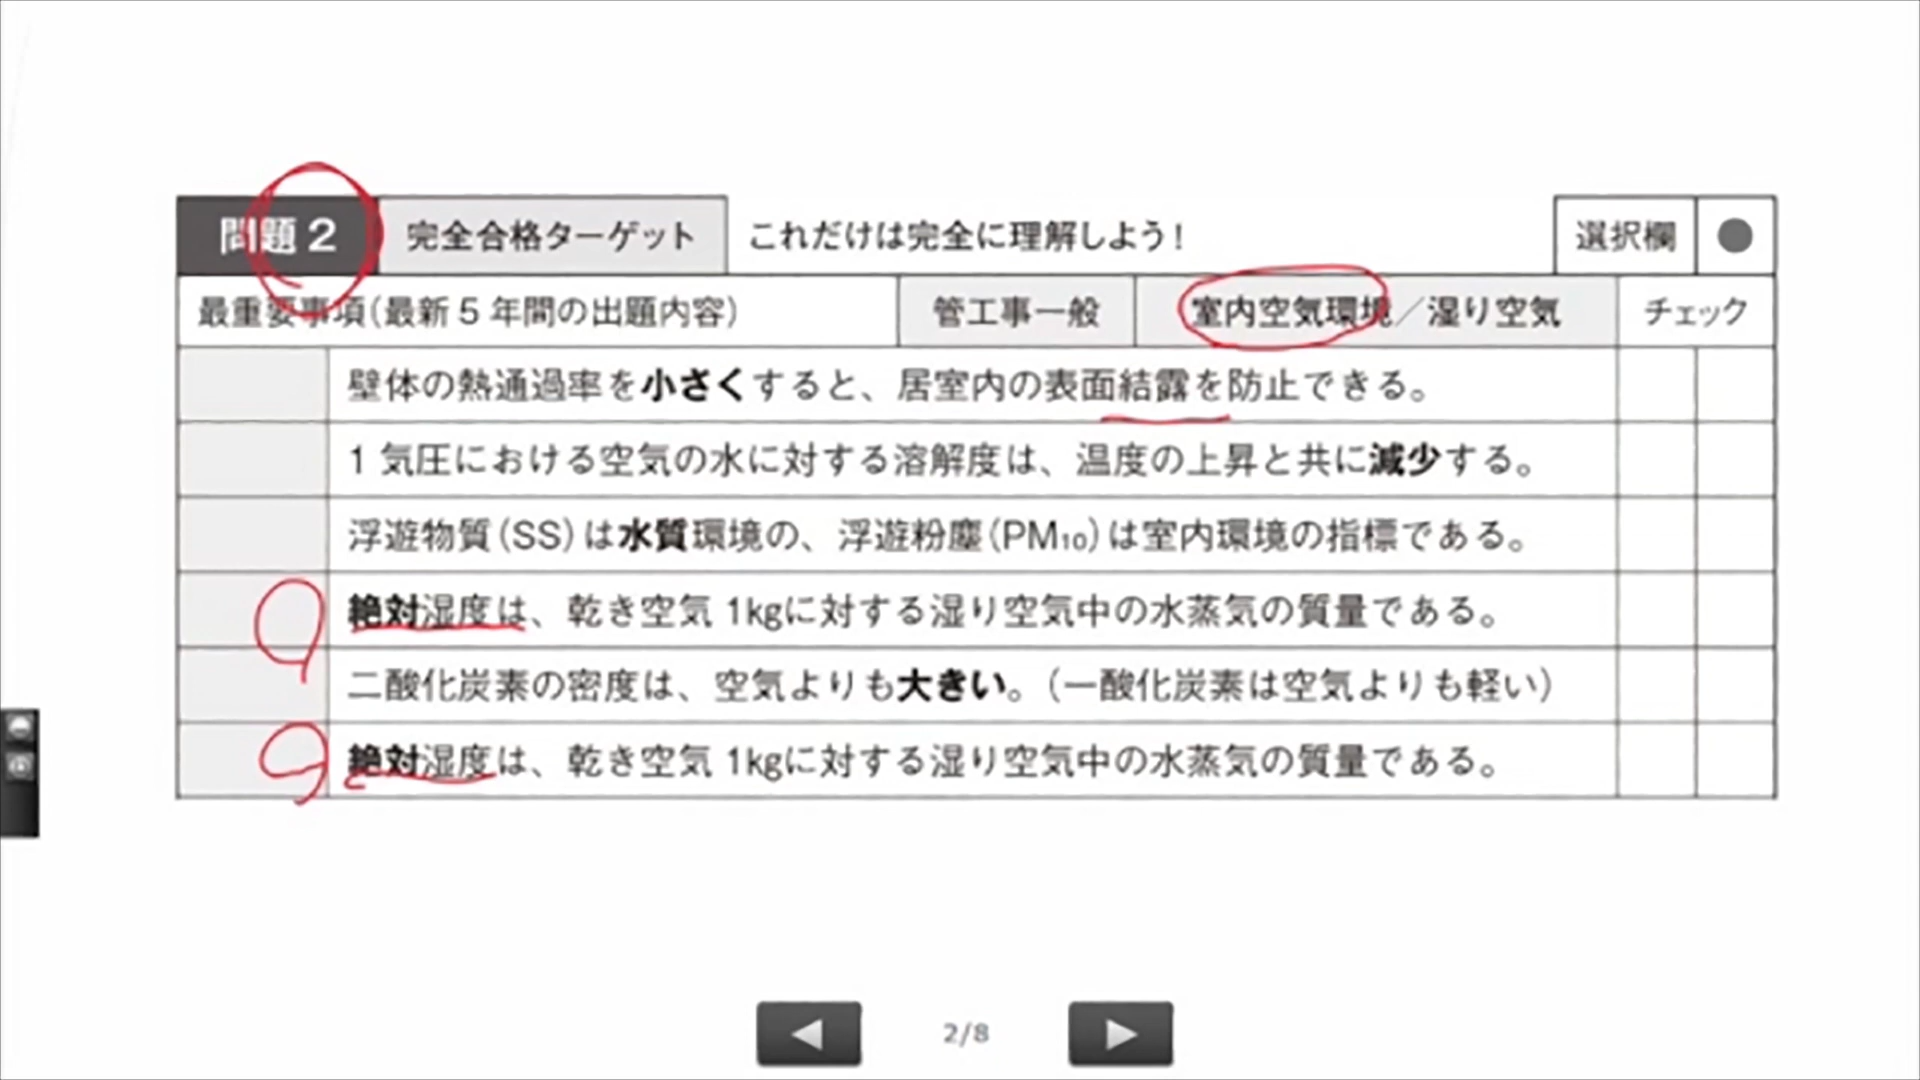 問題2 完全合格ターゲット これだけは完全に理解しよう! 選択欄 ●
最重要事項(最新5年間の出題内容) 管工事一般 室内空気環境/湿り空気 チェック
壁体の熱通過率を小さくすると、居室内の表面結露を防止できる。
1気圧における空気の水に対する溶解度は、温度の上昇と共に減少する。
浮遊物質(SS)は水質環境の、浮遊粉塵(PM₁₀)は室内環境の指標である。
絶対湿度は、乾き空気1kgに対する湿り空気中の水蒸気の質量である。
二酸化炭素の密度は、空気よりも大きい。(一酸化炭素は空気よりも軽い)
絶対湿度は、乾き空気1kgに対する湿り空気中の水蒸気の質量である。
2/8